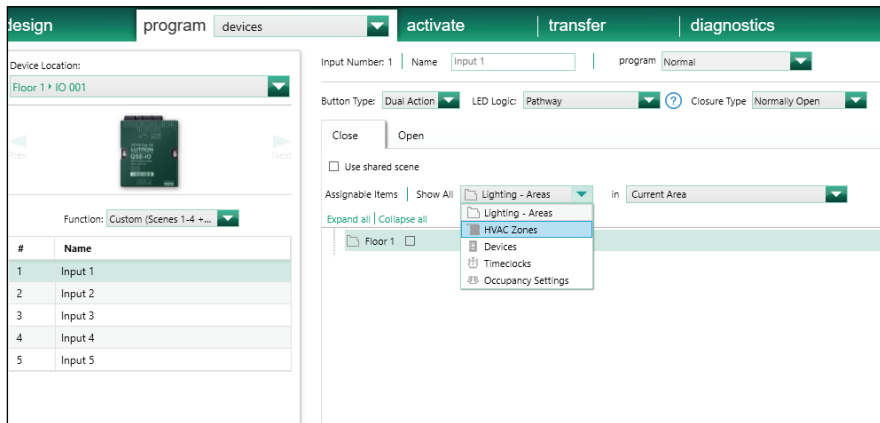 design program devices activate transfer diagnostics
Device Location:
Floor 1 ▸ IO 001
Prev Next
LUTRON
QSE-IO
Function: Custom (Scenes 1-4 +...
# Name
1 Input 1
2 Input 2
3 Input 3
4 Input 4
5 Input 5
Input Number: 1 | Name Input 1 | program Normal
Button Type: Dual Action LED Logic: Pathway ? Closure Type Normally Open
Close Open
Use shared scene
Assignable Items | Show All Lighting - Areas in Current Area
Expand all | Collapse all
Floor 1
Lighting - Areas
HVAC Zones
Devices
Timeclocks
Occupancy Settings